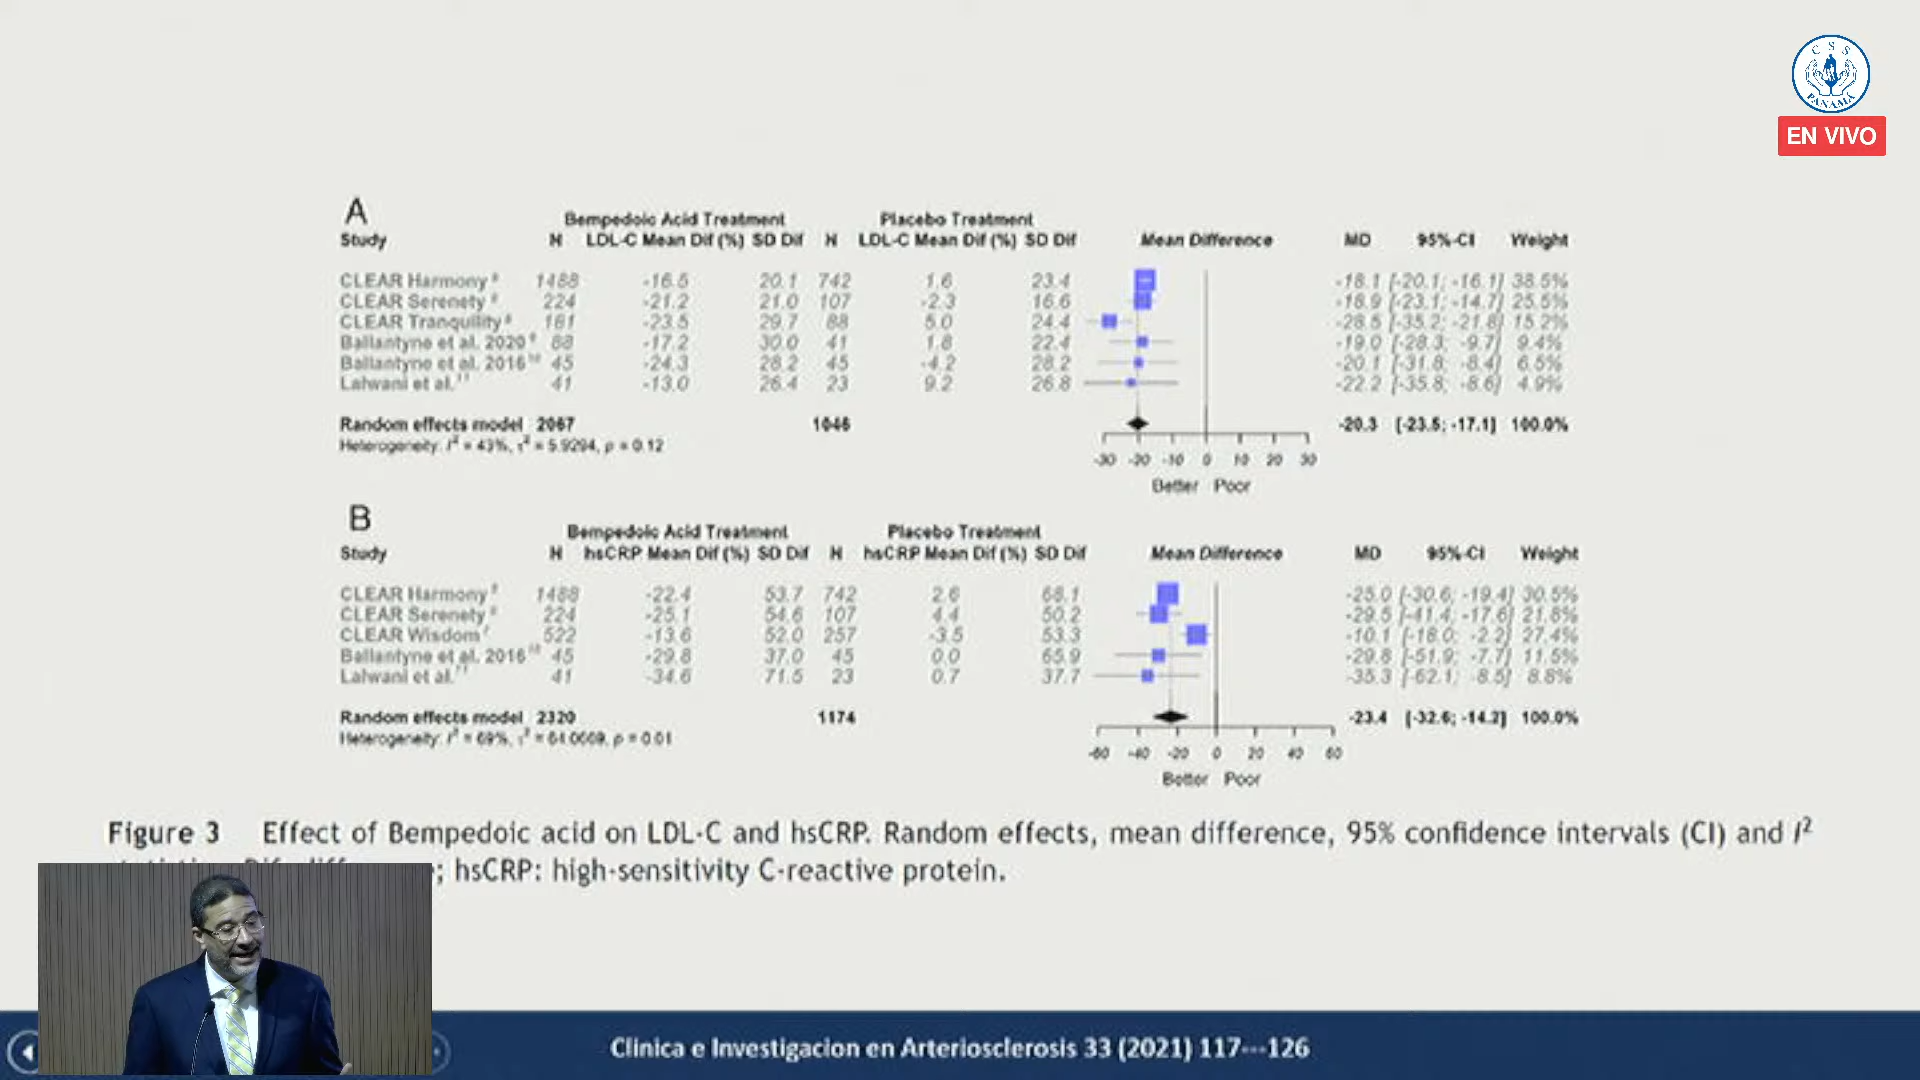 CSS
PANAMÁ
EN VIVO
A
Bempedoic Acid Treatment Placebo Treatment
Study N LDL-C Mean Dif (%) SD Dif N LDL-C Mean Dif (%) SD Dif Mean Difference MD 95%-CI Weight
CLEAR Harmony 1488 -16.5 20.1 742 1.6 23.4 -18.1 [-20.1; -16.1] 38.5%
CLEAR Serenety 224 -21.2 21.0 107 -2.3 16.6 -18.9 [-23.1; -14.7] 25.5%
CLEAR Tranquility 181 -23.5 29.7 88 5.0 24.4 -28.5 [-35.2; -21.8] 15.2%
Ballantyne et al. 2020 88 -17.2 30.0 41 1.8 22.4 -19.0 [-28.3; -9.7] 9.4%
Ballantyne et al. 2016 45 -24.3 28.2 45 -4.2 28.2 -20.1 [-31.8; -8.4] 6.5%
Lalwani et al. 11 41 -13.0 26.4 23 9.2 26.8 -22.2 [-35.8; -8.6] 4.9%
Random effects model 2067 1046 -20.3 [-23.5; -17.1] 100.0%
Heterogeneity: I² = 43%, τ² = 5.9294, p = 0.12
-30 -20 -10 0 10 20 30
Better Poor
B
Bempedoic Acid Treatment Placebo Treatment
Study N hsCRP Mean Dif (%) SD Dif N hsCRP Mean Dif (%) SD Dif Mean Difference MD 95%-CI Weight
CLEAR Harmony 1488 -22.4 53.7 742 2.6 68.1 -25.0 [-30.6; -19.4] 30.5%
CLEAR Serenety 224 -25.1 54.6 107 4.4 50.2 -29.5 [-41.4; -17.6] 21.8%
CLEAR Wisdom 522 -13.6 52.0 257 -3.5 53.3 -10.1 [-18.0; -2.2] 27.4%
Ballantyne et al. 2016 45 -29.8 37.0 45 0.0 65.9 -29.8 [-51.9; -7.7] 11.5%
Lalwani et al. 11 41 -34.6 71.5 23 0.7 37.7 -35.3 [-62.1; -8.5] 8.8%
Random effects model 2320 1174 -23.4 [-32.6; -14.2] 100.0%
Heterogeneity: I² = 69%, p = 0.01
-60 -40 -20 0 20 40 60
Better Poor
Figure 3 Effect of Bempedoic acid on LDL-C and hsCRP. Random effects, mean difference, 95% confidence intervals (CI) and I²
; hsCRP: high-sensitivity C-reactive protein.
Clinica e Investigacion en Arteriosclerosis 33 (2021) 117---126